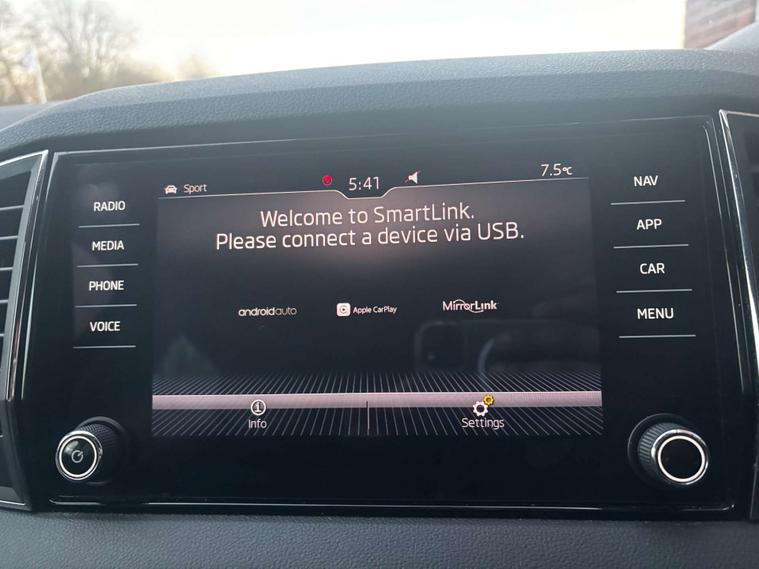 Sport
5:41
7.5°C
RADIO
MEDIA
PHONE
VOICE
Welcome to SmartLink.
Please connect a device via USB.
androidauto
Apple CarPlay
MirrorLink
Info
Settings
NAV
APP
CAR
MENU